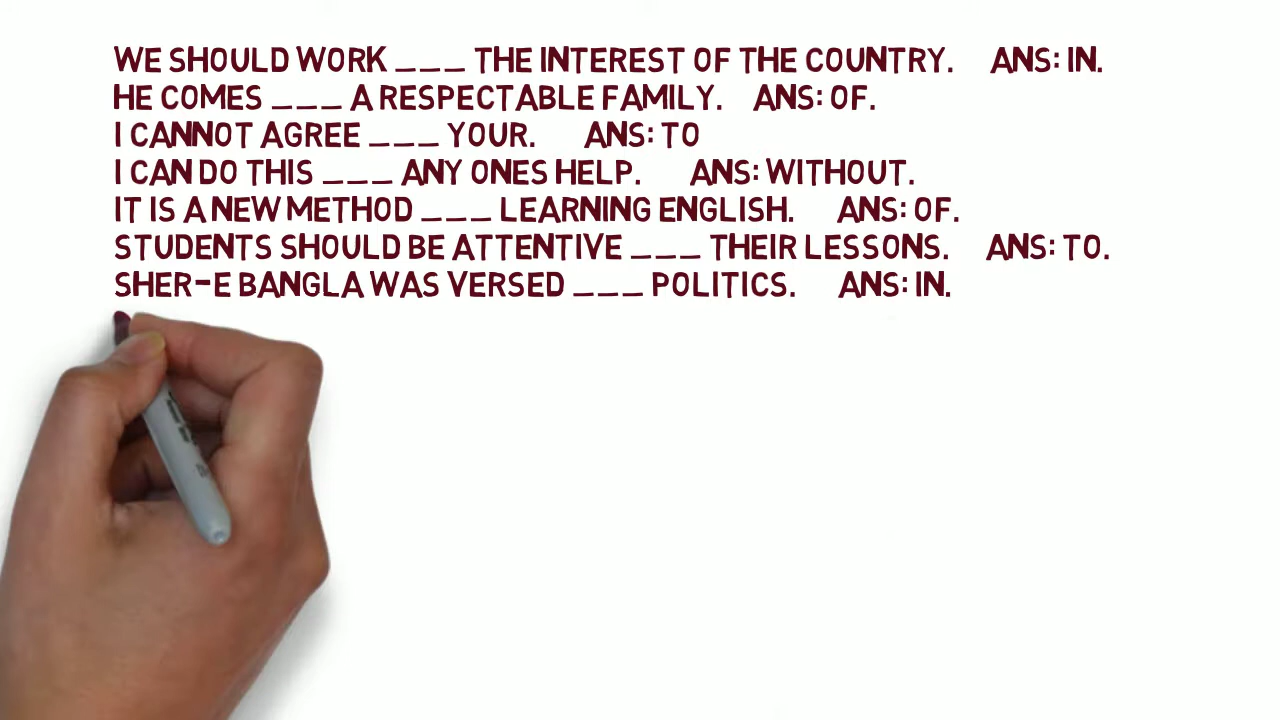 WE SHOULD WORK ___ THE INTEREST OF THE COUNTRY. ANS: IN.
HE COMES ___ A RESPECTABLE FAMILY. ANS: OF.
I CANNOT AGREE ___ YOUR. ANS: TO
I CAN DO THIS ___ ANY ONES HELP. ANS: WITHOUT.
IT IS A NEW METHOD ___ LEARNING ENGLISH. ANS: OF.
STUDENTS SHOULD BE ATTENTIVE ___ THEIR LESSONS. ANS: TO.
SHER-E BANGLA WAS VERSED ___ POLITICS. ANS: IN.